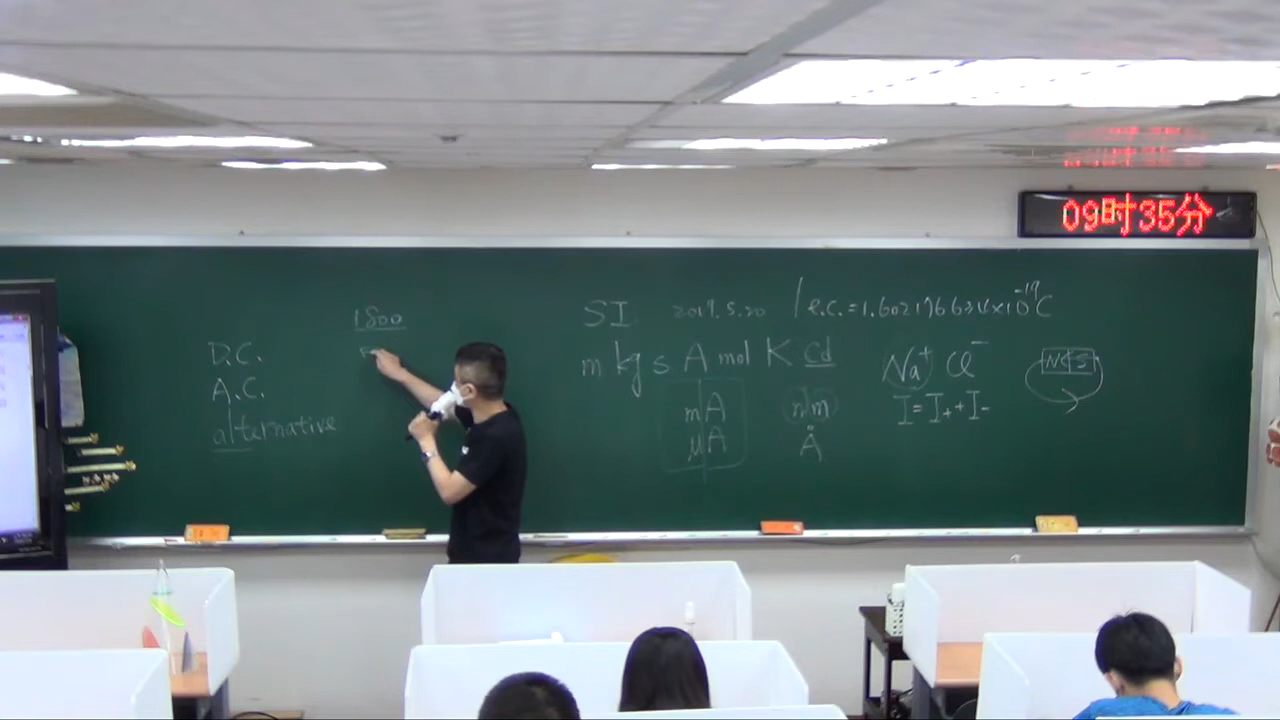 09时35分
1800
D.C.
A.C.
alternative
SI 2019.5.20 1 e.c.=1.602176634×10⁻¹⁹C
m kg s A mol K Cd
mA nm
μA Å
Na⁺ Cl⁻
I=I₊+I₋
N S